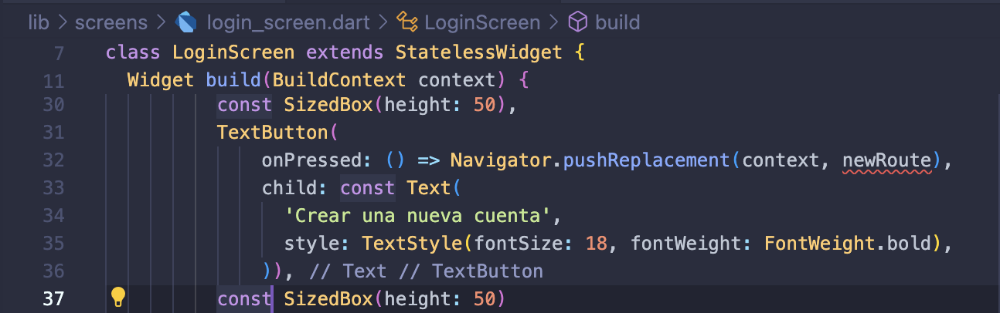 lib > screens > login_screen.dart > LoginScreen > build
7 class LoginScreen extends StatelessWidget {
11 Widget build(BuildContext context) {
30 const SizedBox(height: 50),
31 TextButton(
32 onPressed: () => Navigator.pushReplacement(context, newRoute),
33 child: const Text(
34 'Crear una nueva cuenta',
35 style: TextStyle(fontSize: 18, fontWeight: FontWeight.bold),
36 )), // Text // TextButton
37 const SizedBox(height: 50)